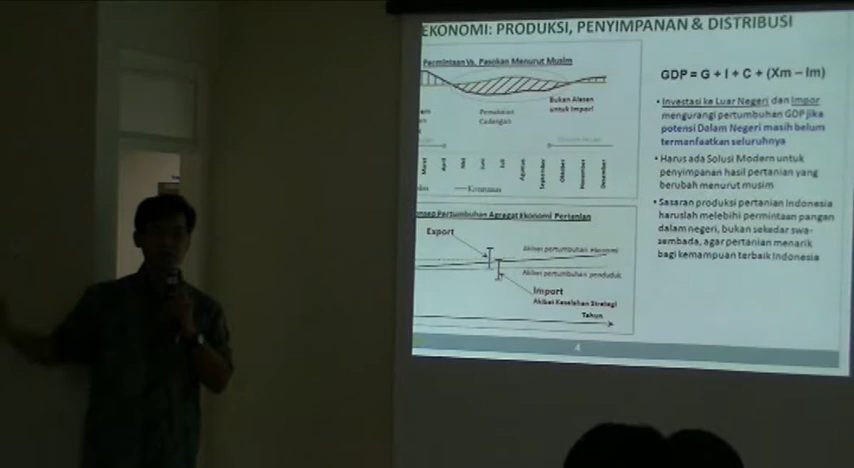 EKONOMI: PRODUKSI, PENYIMPANAN & DISTRIBUSI
Permintaan Vs. Pasokan Menurut Musim
Bukan Alasan
untuk Impor!
Pemakaian
Cadangan
Maret
April
Mei
Juni
Juli
Agustus
September
Oktober
November
Desember
Konsumsi
onsep Pertumbuhan Agregat Ekonomi Pertanian
Export
Akibat pertumbuhan ekonomi
Akibat pertumbuhan penduduk
Import
Akibat Kesalahan Strategi
Tahun
GDP = G + I + C + (Xm – Im)
• Investasi ke Luar Negeri dan Impor
mengurangi pertumbuhan GDP jika
potensi Dalam Negeri masih belum
termanfaatkan seluruhnya
• Harus ada Solusi Modern untuk
penyimpanan hasil pertanian yang
berubah menurut musim
• Sasaran produksi pertanian Indonesia
haruslah melebihi permintaan pangan
dalam negeri, bukan sekedar swa-
sembada, agar pertanian menarik
bagi kemampuan terbaik Indonesia
4